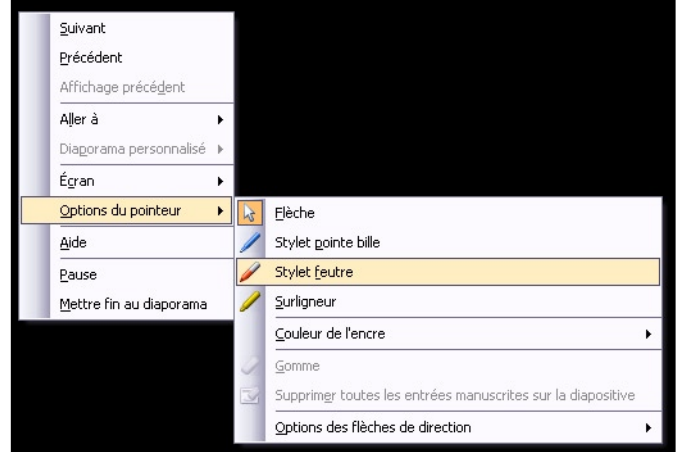 Suivant
Précédent
Affichage précédent
Aller à
Diaporama personnalisé
Écran
Options du pointeur
Aide
Pause
Mettre fin au diaporama
Flèche
Stylet pointe bille
Stylet feutre
Surligneur
Couleur de l'encre
Gomme
Supprimer toutes les entrées manuscrites sur la diapositive
Options des flèches de direction